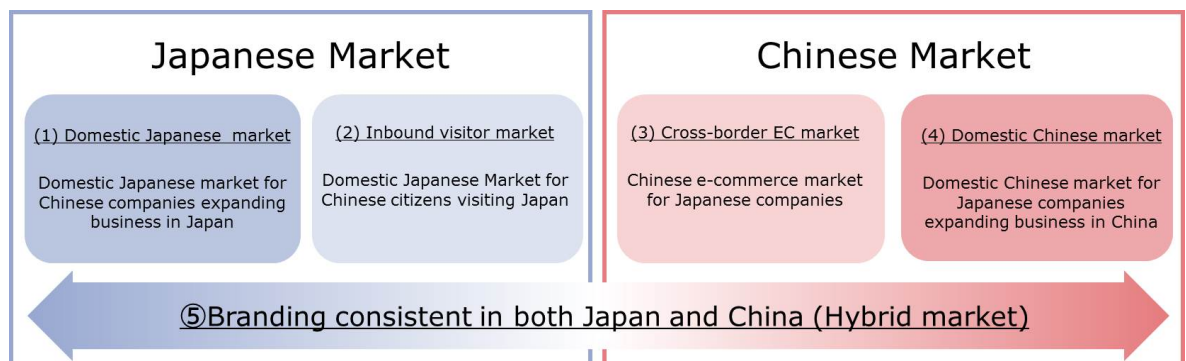 Japanese Market
(1) Domestic Japanese market
Domestic Japanese market for
Chinese companies expanding
business in Japan
(2) Inbound visitor market
Domestic Japanese Market for
Chinese citizens visiting Japan
Chinese Market
(3) Cross-border EC market
Chinese e-commerce market
for Japanese companies
(4) Domestic Chinese market
Domestic Chinese market for
Japanese companies
expanding business in China
⑤Branding consistent in both Japan and China (Hybrid market)